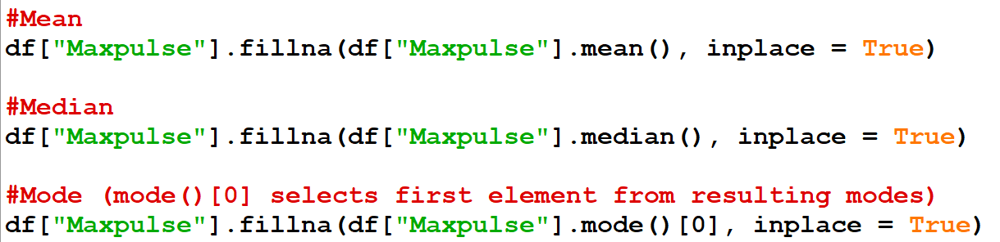 #Mean
df["Maxpulse"].fillna(df["Maxpulse"].mean(), inplace = True)
#Median
df["Maxpulse"].fillna(df["Maxpulse"].median(), inplace = True)
#Mode (mode()[0] selects first element from resulting modes)
df["Maxpulse"].fillna(df["Maxpulse"].mode()[0], inplace = True)